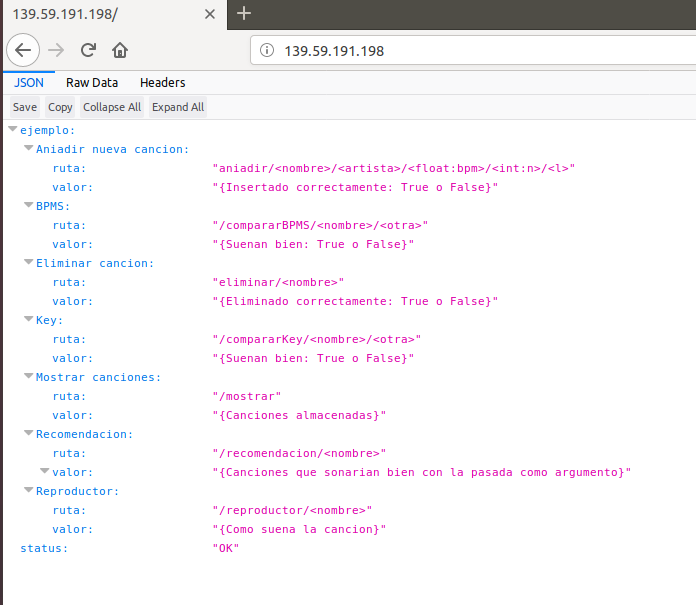 139.59.191.198/
139.59.191.198
JSON Raw Data Headers
Save Copy Collapse All Expand All
ejemplo:
Aniadir nueva cancion:
ruta: "aniadir/<nombre>/<artista>/<float:bpm>/<int:n>/<l>"
valor: "{Insertado correctamente: True o False}"
BPMS:
ruta: "/compararBPMS/<nombre>/<otra>"
valor: "{Suenan bien: True o False}"
Eliminar cancion:
ruta: "eliminar/<nombre>"
valor: "{Eliminado correctamente: True o False}"
Key:
ruta: "/compararKey/<nombre>/<otra>"
valor: "{Suenan bien: True o False}"
Mostrar canciones:
ruta: "/mostrar"
valor: "{Canciones almacenadas}"
Recomendacion:
ruta: "/recomendacion/<nombre>"
valor: "{Canciones que sonarian bien con la pasada como argumento}"
Reproductor:
ruta: "/reproductor/<nombre>"
valor: "{Como suena la cancion}"
status: "OK"